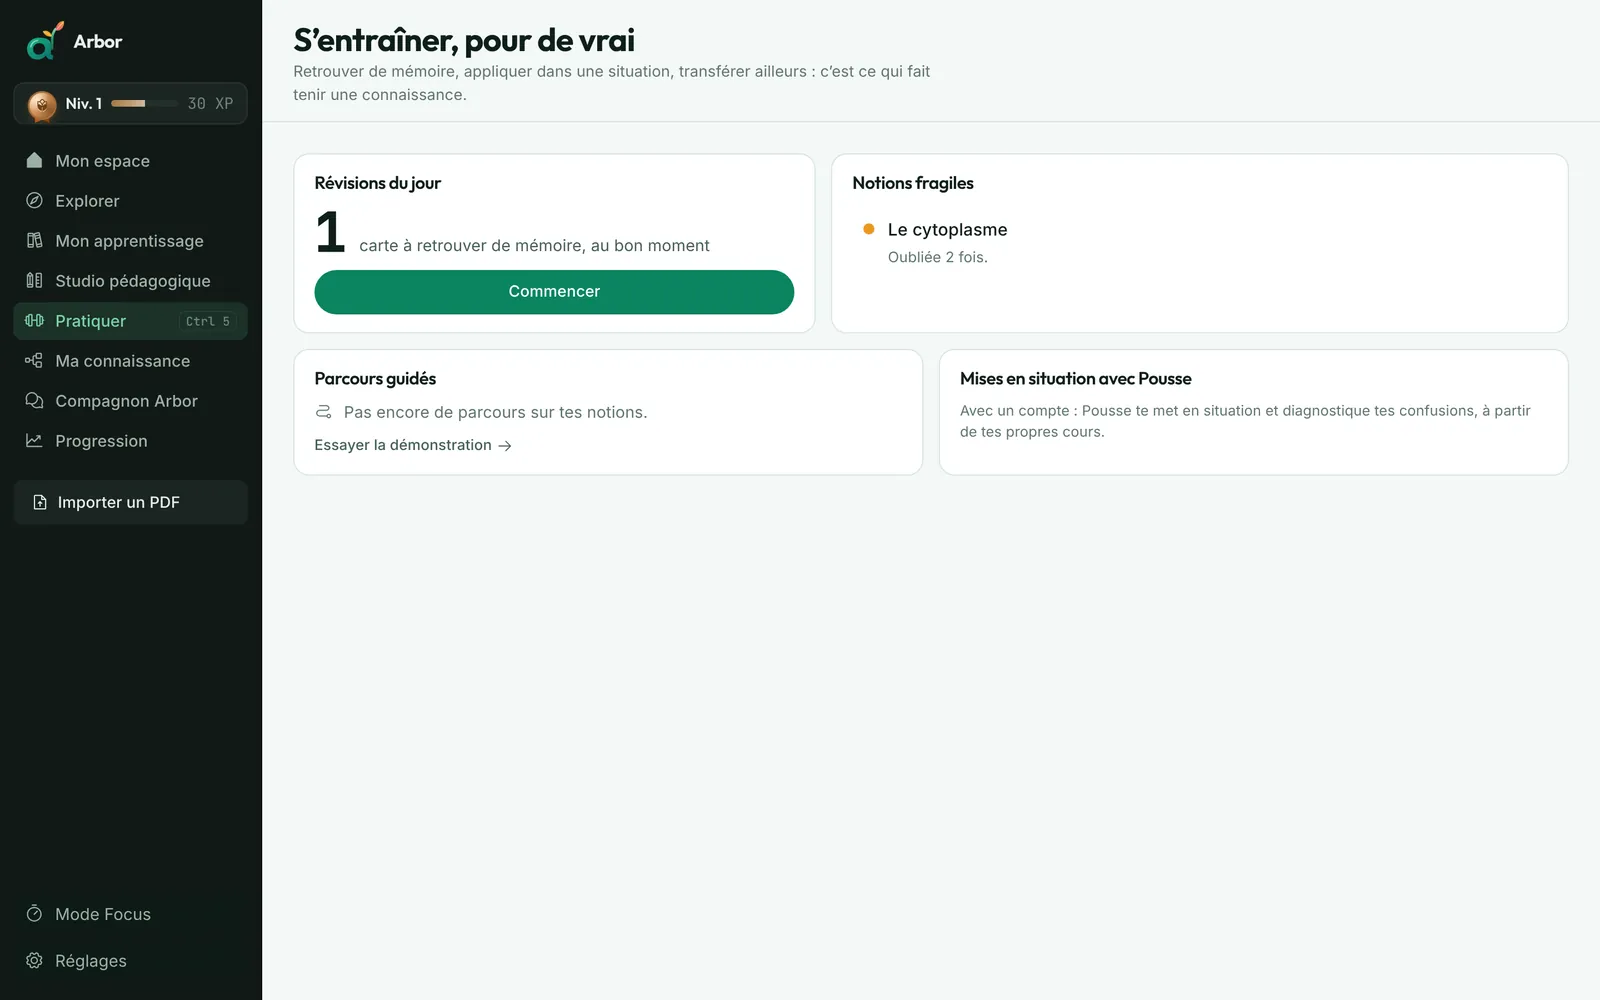 Arbor
Niv. 1 30 XP
Mon espace
Explorer
Mon apprentissage
Studio pédagogique
Pratiquer Ctrl 5
Ma connaissance
Compagnon Arbor
Progression
Importer un PDF
Mode Focus
Réglages
S’entraîner, pour de vrai
Retrouver de mémoire, appliquer dans une situation, transférer ailleurs : c’est ce qui fait
tenir une connaissance.
Révisions du jour
1 carte à retrouver de mémoire, au bon moment
Commencer
Notions fragiles
Le cytoplasme
Oubliée 2 fois.
Parcours guidés
Pas encore de parcours sur tes notions.
Essayer la démonstration →
Mises en situation avec Pousse
Avec un compte : Pousse te met en situation et diagnostique tes confusions, à partir
de tes propres cours.